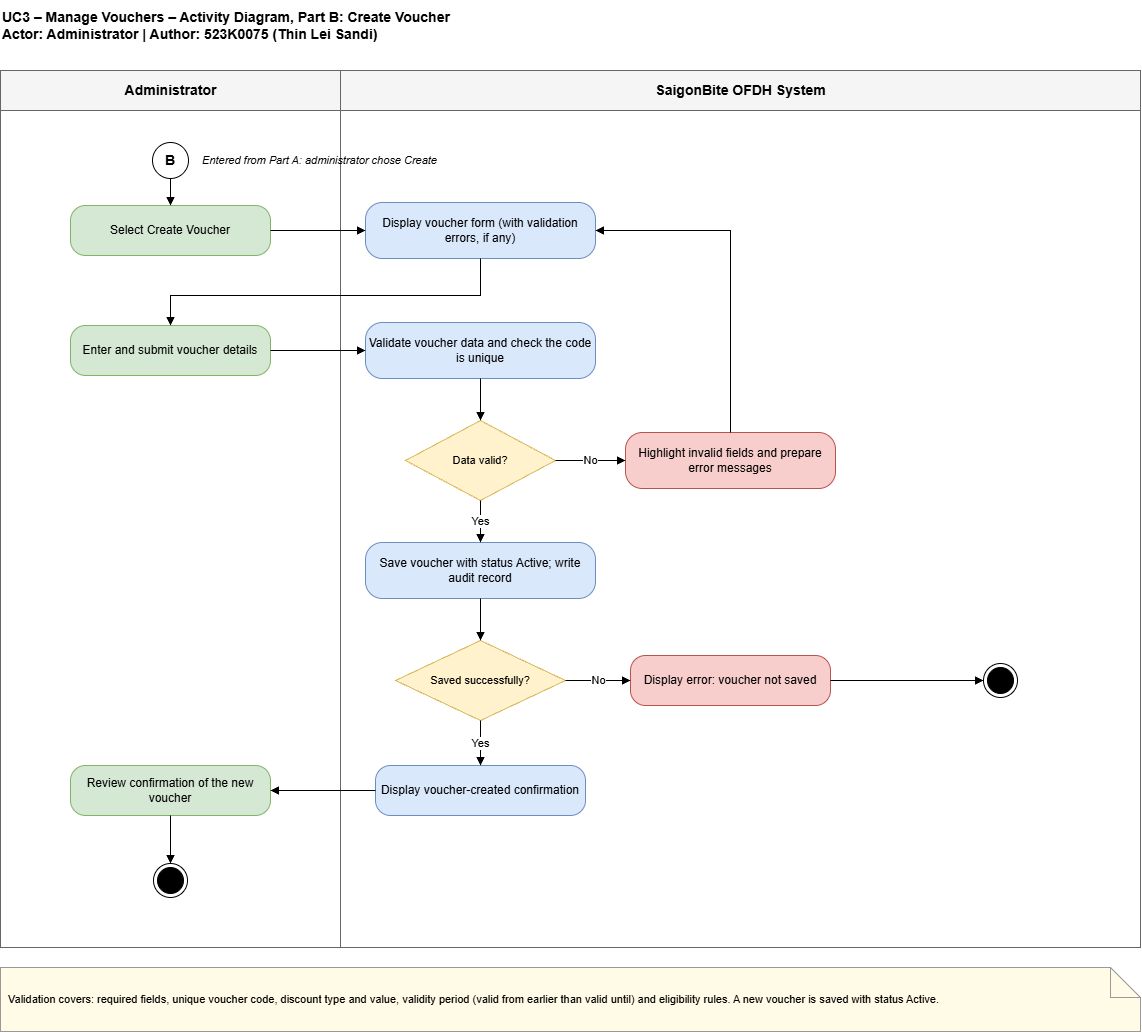 UC3 – Manage Vouchers – Activity Diagram, Part B: Create Voucher
Actor: Administrator | Author: 523K0075 (Thin Lei Sandi)
Administrator
SaigonBite OFDH System
B
Entered from Part A: administrator chose Create
Select Create Voucher
Display voucher form (with validation
errors, if any)
Enter and submit voucher details
Validate voucher data and check the code
is unique
Data valid?
No
Highlight invalid fields and prepare
error messages
Yes
Save voucher with status Active; write
audit record
Saved successfully?
No
Display error: voucher not saved
Yes
Review confirmation of the new
voucher
Display voucher-created confirmation
Validation covers: required fields, unique voucher code, discount type and value, validity period (valid from earlier than valid until) and eligibility rules. A new voucher is saved with status Active.